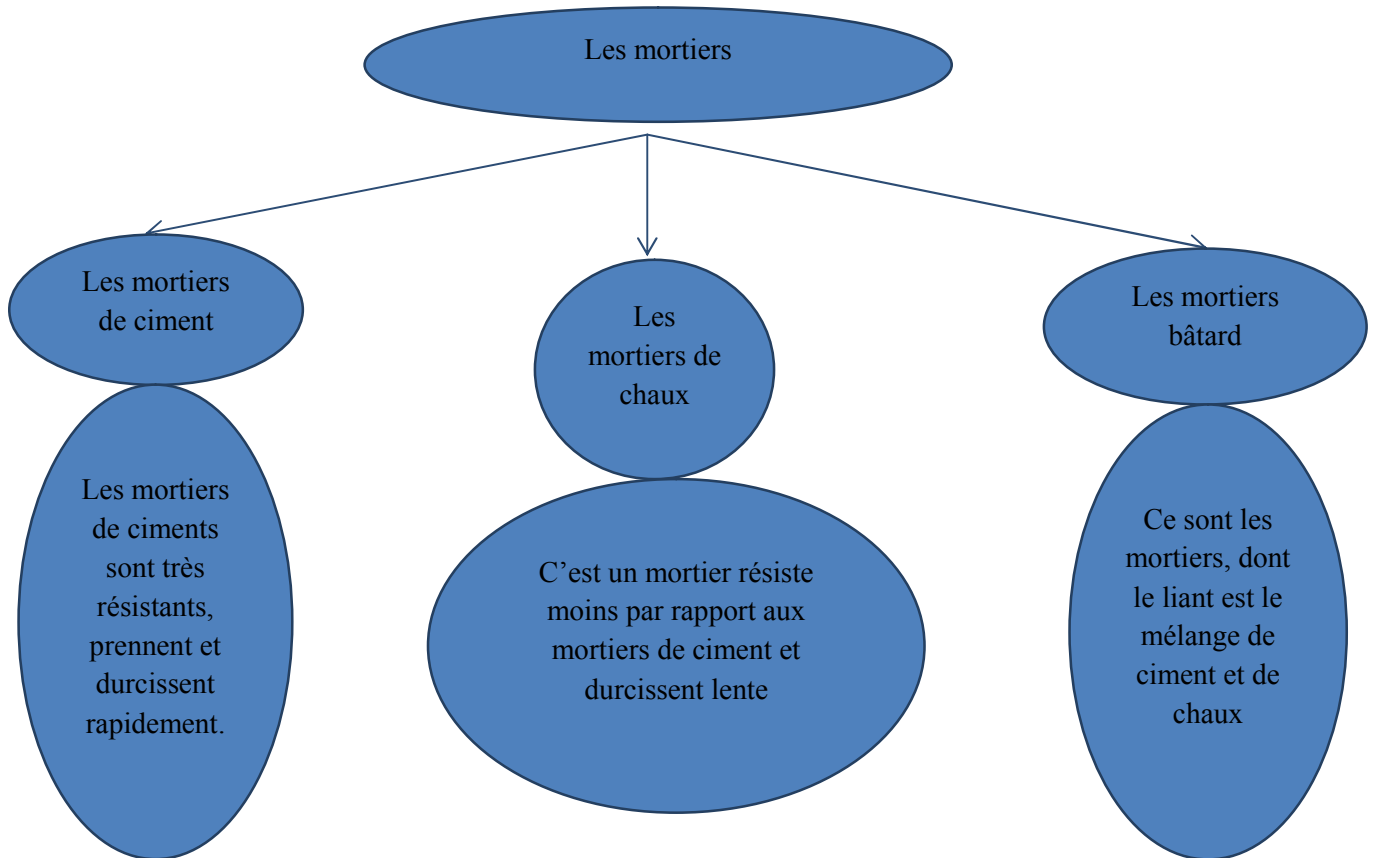 Les mortiers
Les mortiers
de ciment
Les mortiers
de ciments
sont très
résistants,
prennent et
durcissent
rapidement.
Les
mortiers de
chaux
C’est un mortier résiste
moins par rapport aux
mortiers de ciment et
durcissent lente
Les mortiers
bâtard
Ce sont les
mortiers, dont
le liant est le
mélange de
ciment et de
chaux